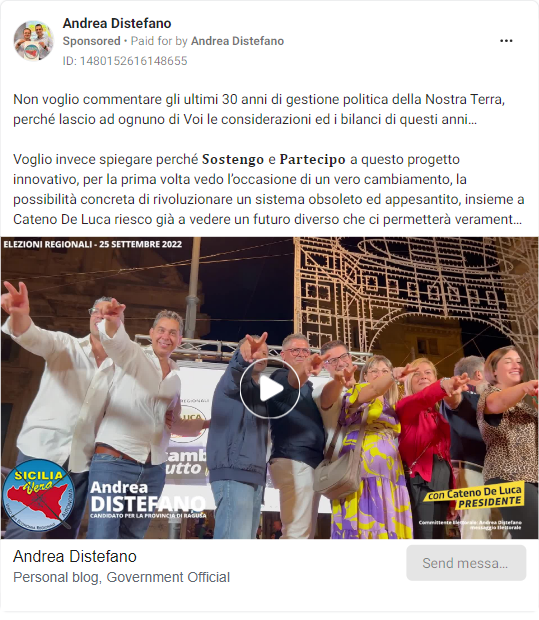 Andrea Distefano
Sponsored • Paid for by Andrea Distefano
ID: 1480152616148655
Non voglio commentare gli ultimi 30 anni di gestione politica della Nostra Terra,
perché lascio ad ognuno di Voi le considerazioni ed i bilanci di questi anni...
Voglio invece spiegare perché Sostengo e Partecipo a questo progetto
innovativo, per la prima volta vedo l'occasione di un vero cambiamento, la
possibilità concreta di rivoluzionare un sistema obsoleto ed appesantito, insieme a
Cateno De Luca riesco già a vedere un futuro diverso che ci permetterà verament...
ELEZIONI REGIONALI - 25 SETTEMBRE 2022
SICILIA
Vera
Andrea
DISTEFANO
CANDIDATO PER LA PROVINCIA DI RAGUSA
con Cateno De Luca
PRESIDENTE
Committente Elettorale: Andrea Distefano
messaggio Elettorale
Andrea Distefano
Personal blog, Government Official
Send messa...